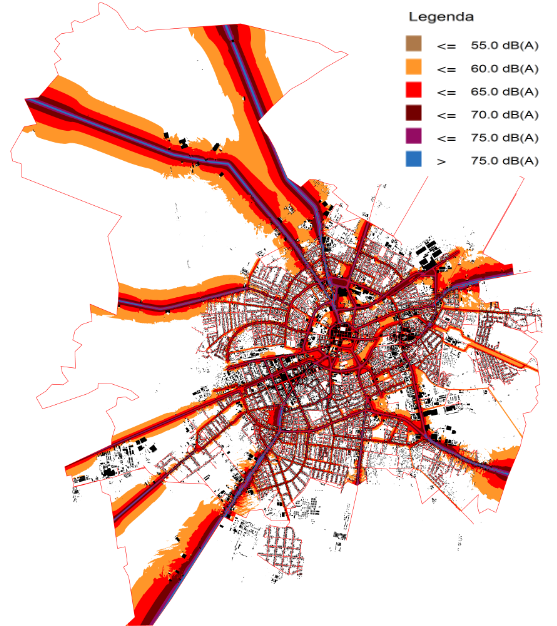 Legenda
<= 55.0 dB(A)
<= 60.0 dB(A)
<= 65.0 dB(A)
<= 70.0 dB(A)
<= 75.0 dB(A)
> 75.0 dB(A)